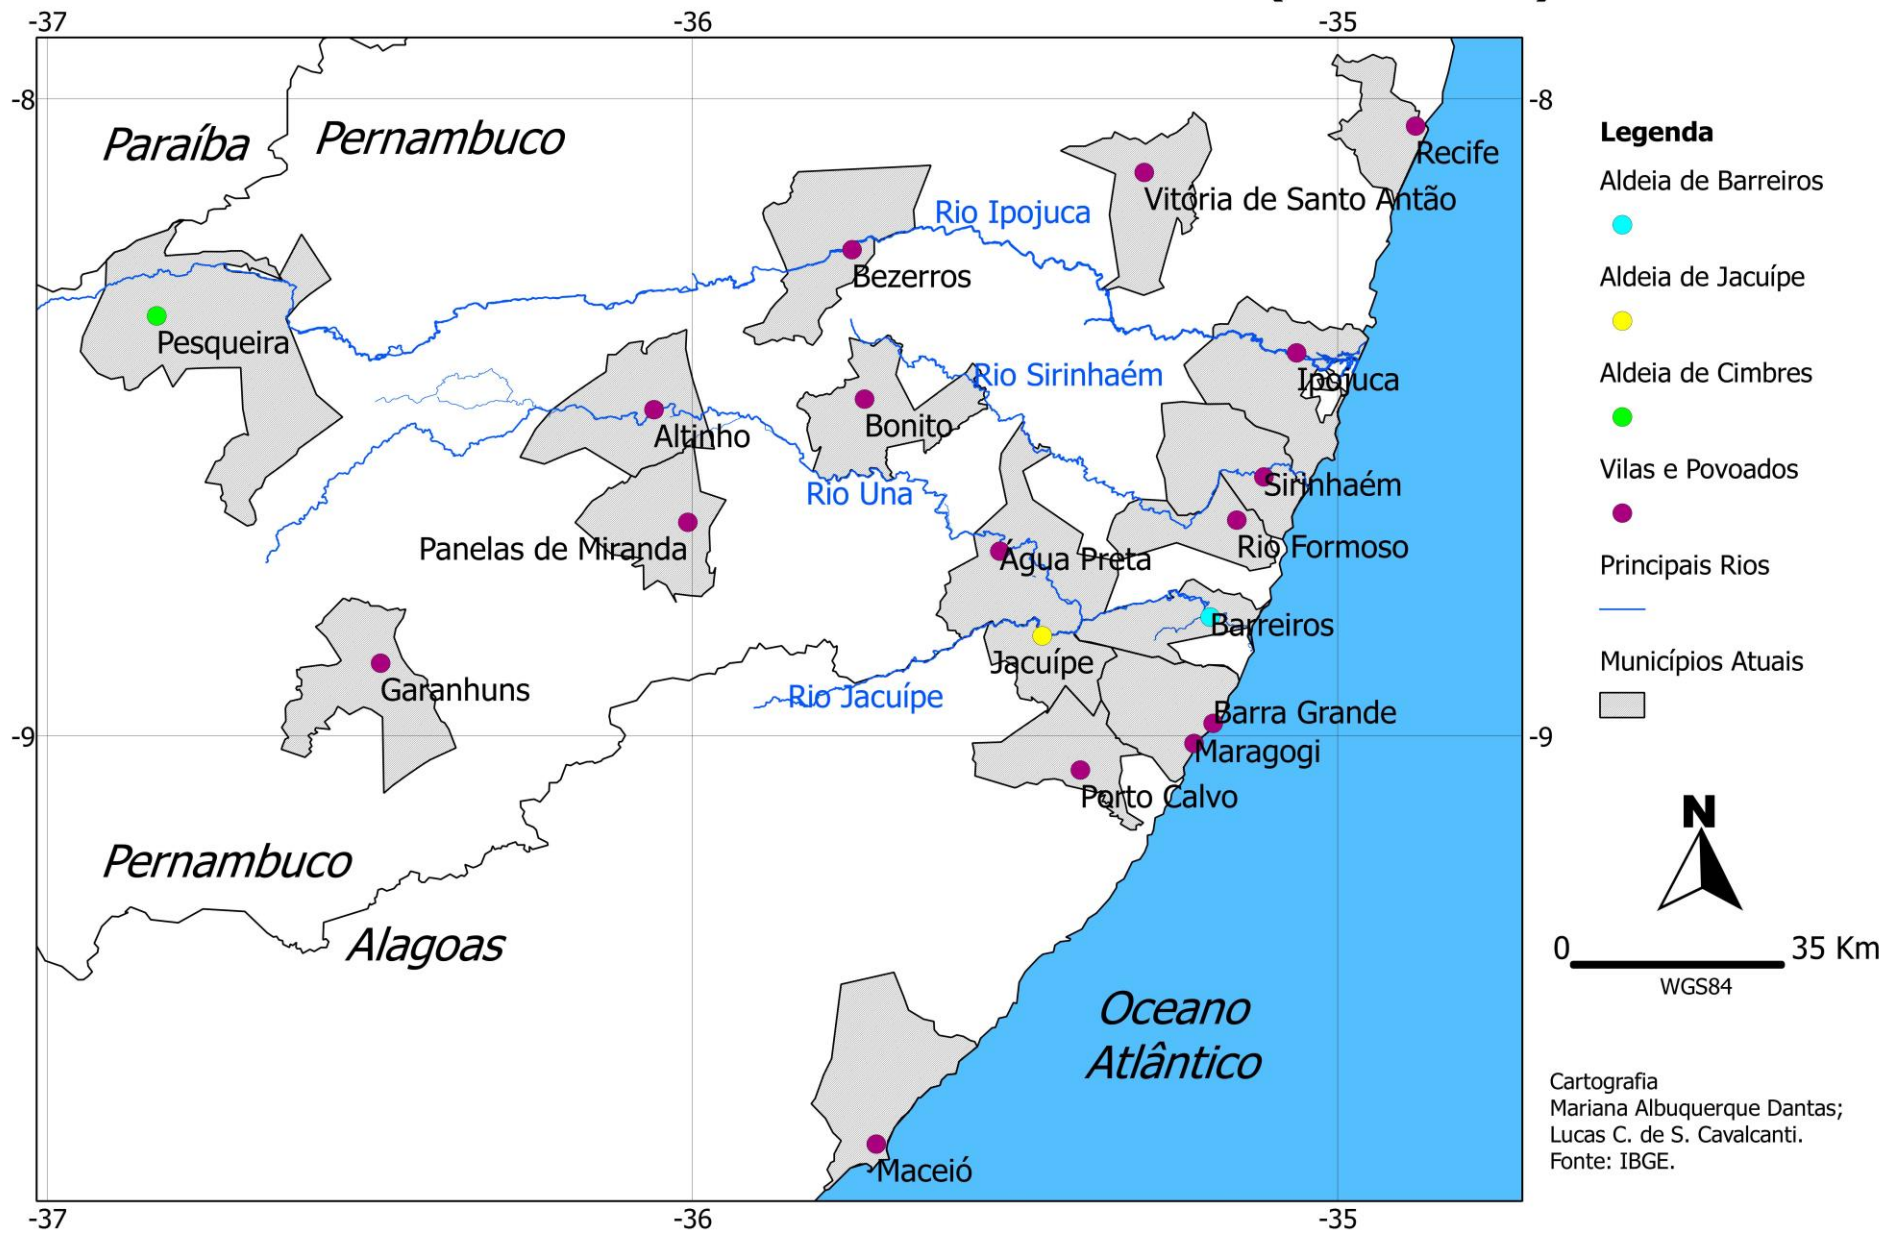 -37
-36
-35
-8
-8
Paraíba
Pernambuco
Recife
Vitória de Santo Antão
Rio Ipojuca
Bezerros
Pesqueira
Rio Sirinhaém
Ipojuca
Altinho
Bonito
Rio Una
Sirinhaém
Panelas de Miranda
Água Preta
Rio Formoso
Barreiros
Jacuípe
Garanhuns
Rio Jacuípe
Barra Grande
-9
-9
Maragogi
Porto Calvo
Pernambuco
Alagoas
Oceano
Atlântico
Maceió
-37
-36
-35
Legenda
Aldeia de Barreiros
Aldeia de Jacuípe
Aldeia de Cimbres
Vilas e Povoados
Principais Rios
Municípios Atuais
N
0
35 Km
WGS84
Cartografia
Mariana Albuquerque Dantas;
Lucas C. de S. Cavalcanti.
Fonte: IBGE.